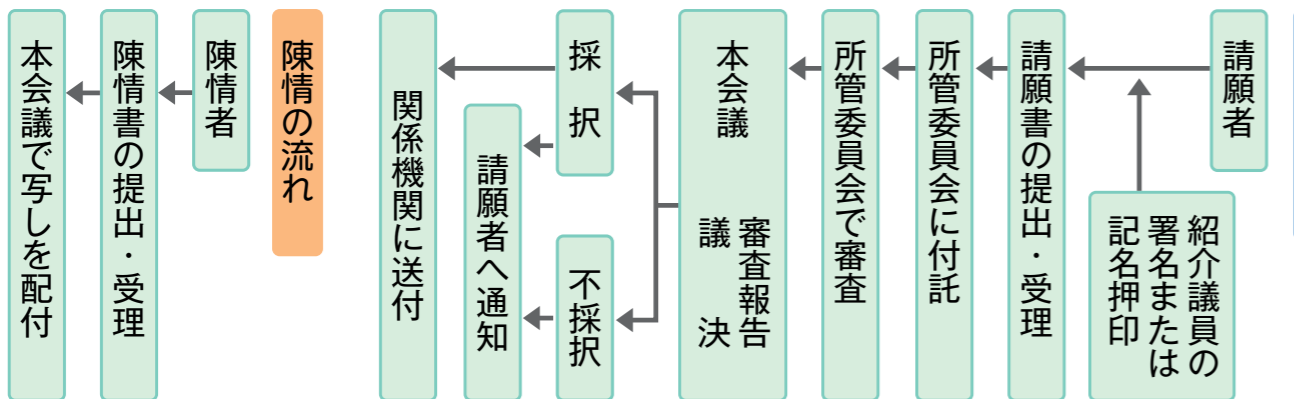 請願者
紹介議員の
署名または
記名押印
請願書の提出・受理
所管委員会に付託
所管委員会で審査
本会議
審査報告
議決
採択
不採択
請願者へ通知
関係機関に送付
陳情の流れ
陳情者
陳情書の提出・受理
本会議で写しを配付